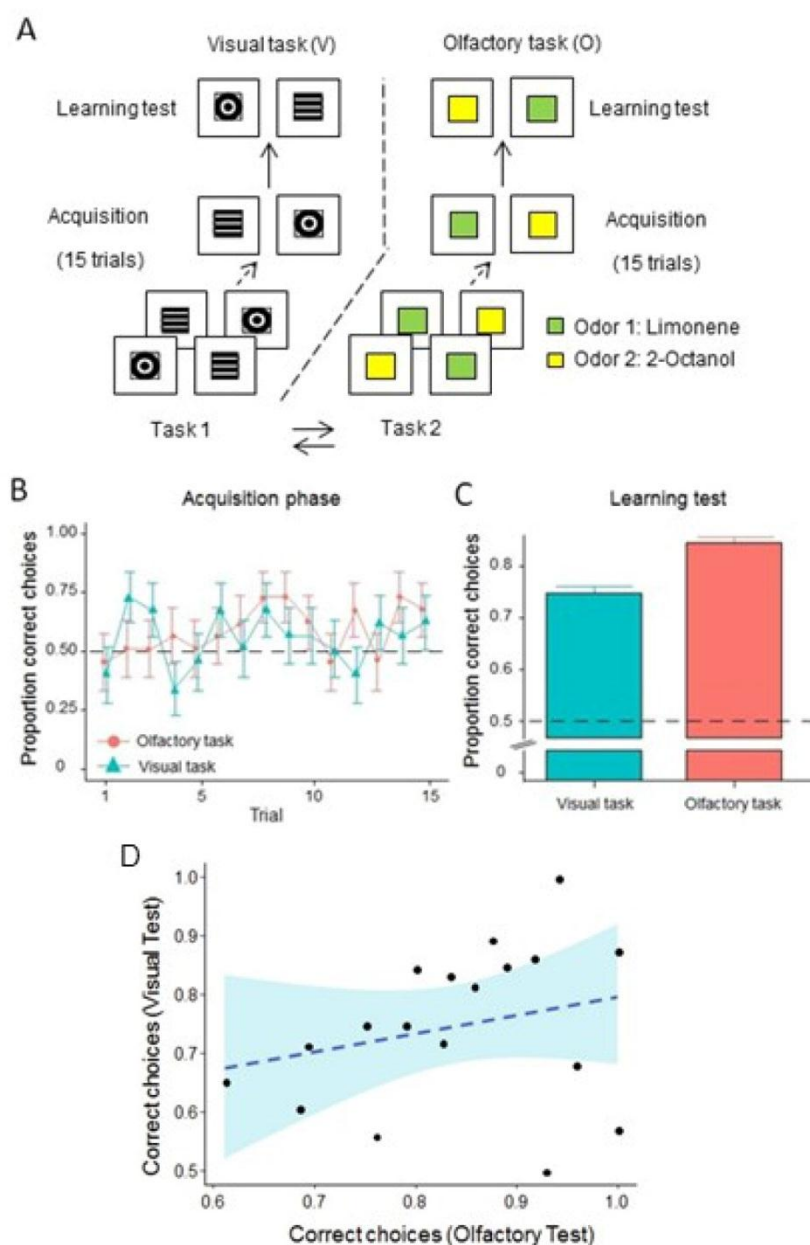 A
Visual task (V)
Olfactory task (O)
Learning test
Learning test
Acquisition
(15 trials)
Acquisition
(15 trials)
Odor 1: Limonene
Odor 2: 2-Octanol
Task 1
Task 2
B
Acquisition phase
Proportion correct choices
1.00
0.75
0.50
0.25
0
Olfactory task
Visual task
1
5
10
15
Trial
C
Learning test
Proportion correct choices
0.8
0.7
0.6
0.5
0
Visual task
Olfactory task
D
Correct choices (Visual Test)
1.0
0.9
0.8
0.7
0.6
0.5
0.6
0.7
0.8
0.9
1.0
Correct choices (Olfactory Test)